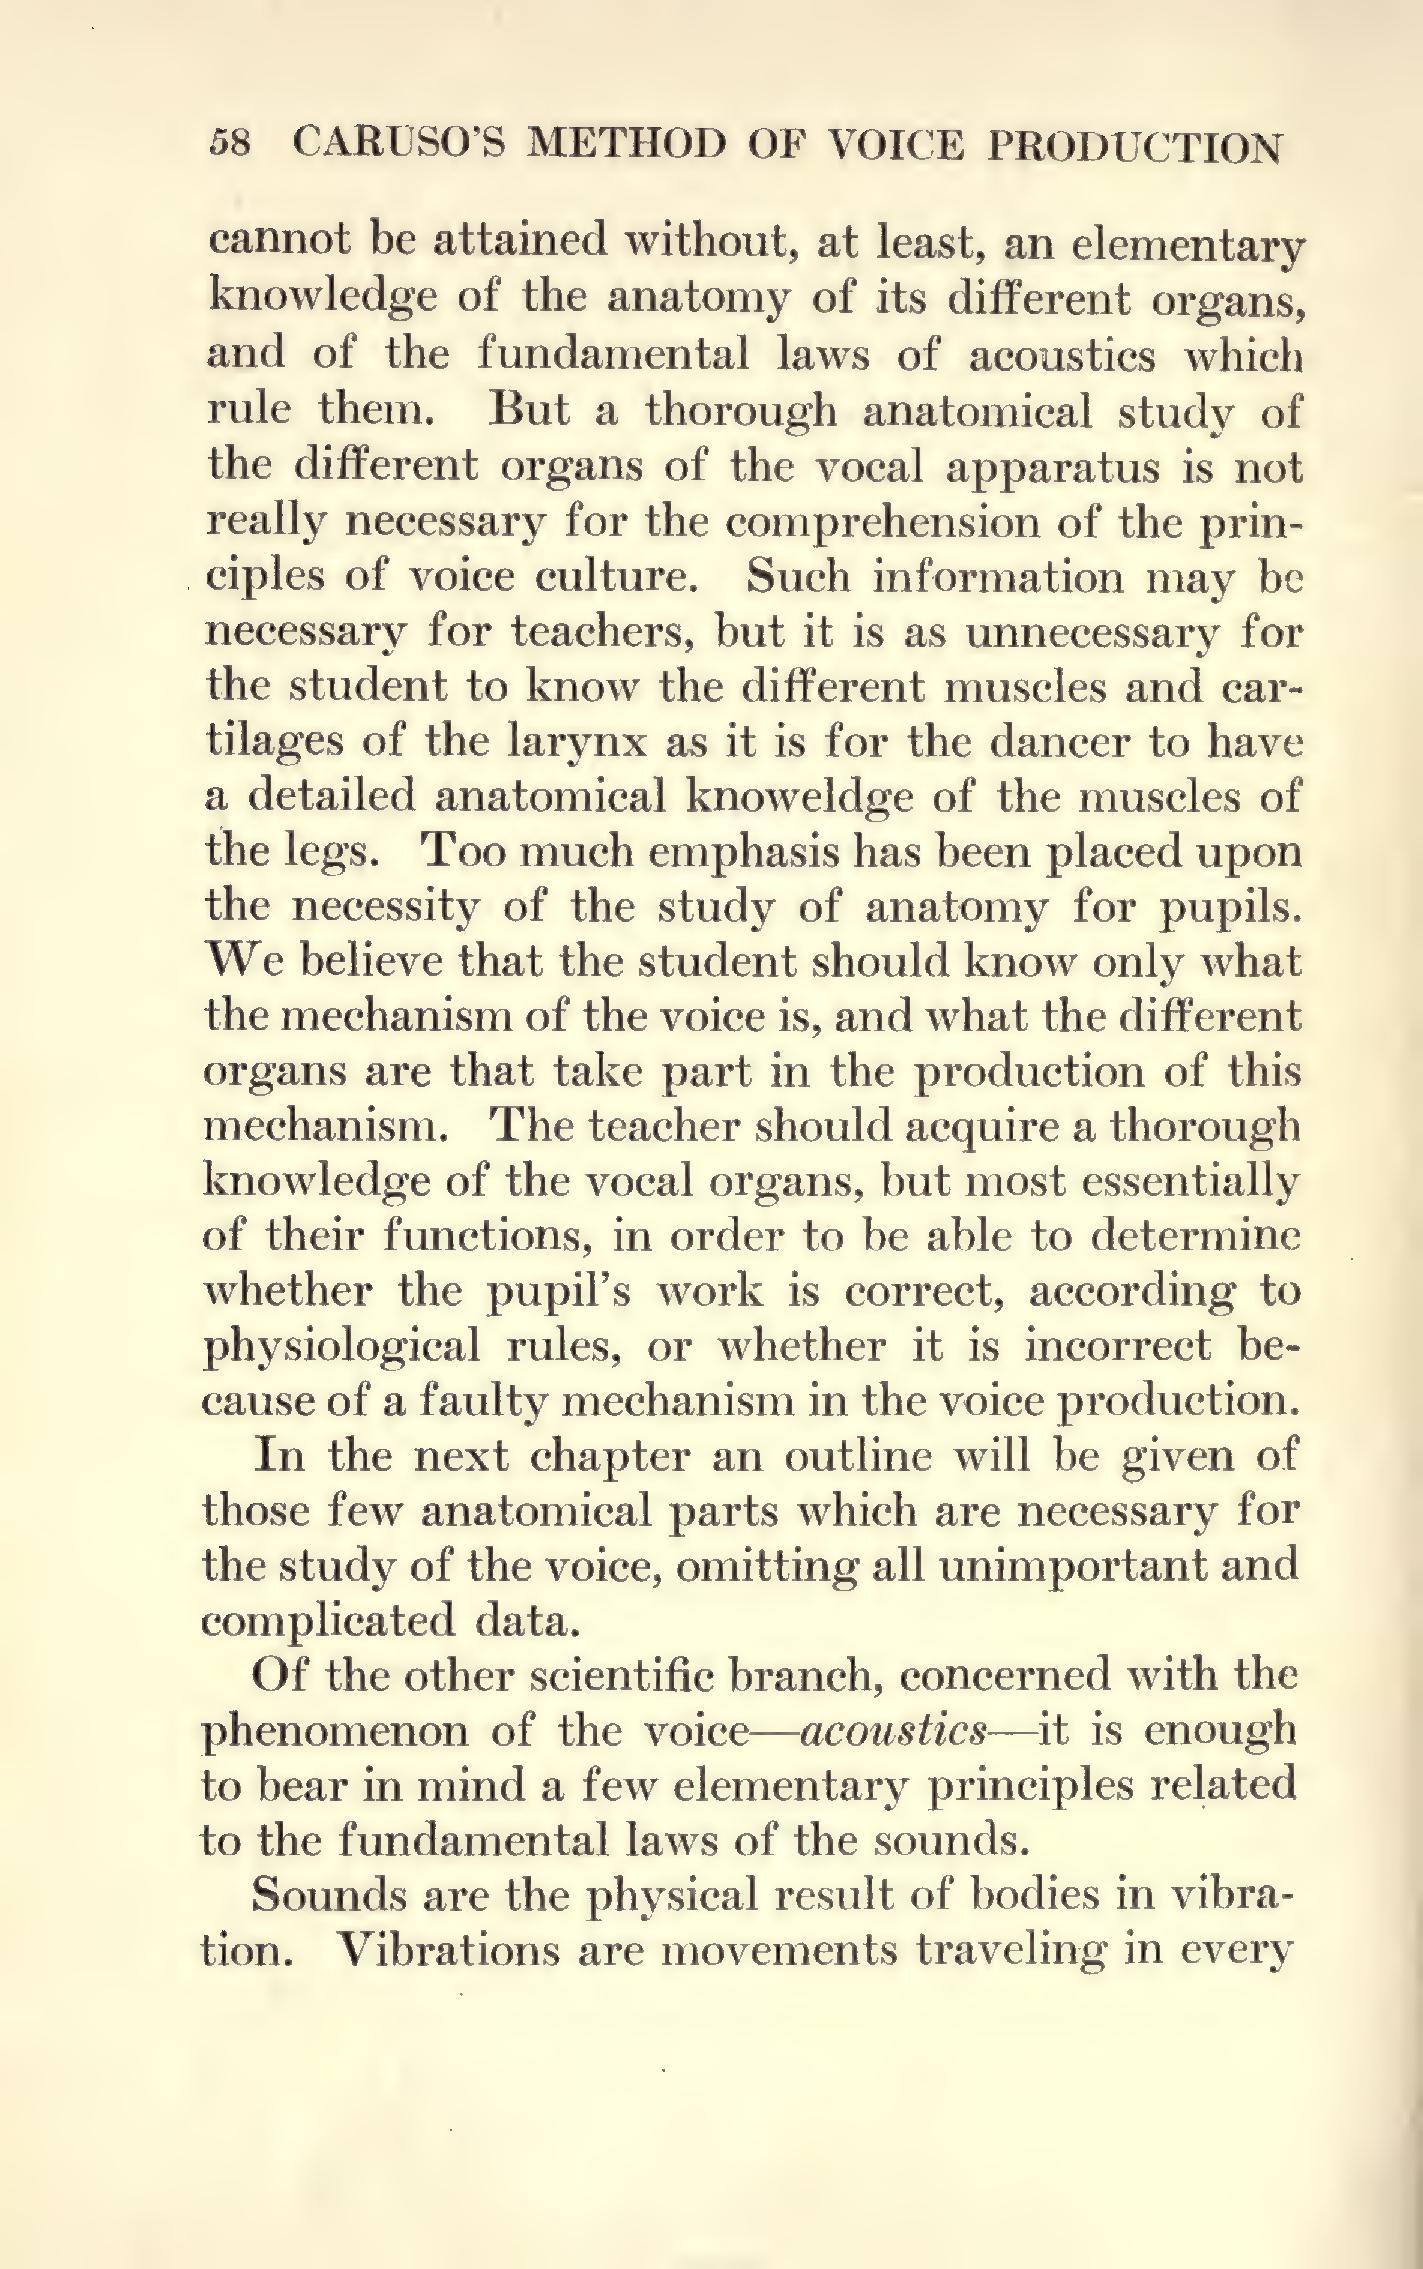 58 CARUSO'S METHOD OF VOICE PRODUCTION
cannot be attained without, at least, an elementary
knowledge of the anatomy of its different organs,
and of the fundamental laws of acoustics which
rule them. But a thorough anatomical study of
the different organs of the vocal apparatus is not
really necessary for the comprehension of the prin-
ciples of voice culture. Such information may be
necessary for teachers, but it is as unnecessary for
the student to know the different muscles and car-
tilages of the larynx as it is for the dancer to have
a detailed anatomical knoweldge of the muscles of
the legs. Too much emphasis has been placed upon
the necessity of the study of anatomy for pupils.
We believe that the student should know only what
the mechanism of the voice is, and what the different
organs are that take part in the production of this
mechanism. The teacher should acquire a thorough
knowledge of the vocal organs, but most essentially
of their functions, in order to be able to determine
whether the pupil's work is correct, according to
physiological rules, or whether it is incorrect be-
cause of a faulty mechanism in the voice production.
In the next chapter an outline will be given of
those few anatomical parts which are necessary for
the study of the voice, omitting all unimportant and
complicated data.
Of the other scientific branch, concerned with the
phenomenon of the voice—acoustics—it is enough
to bear in mind a few elementary principles related
to the fundamental laws of the sounds.
Sounds are the physical result of bodies in vibra-
tion. Vibrations are movements traveling in every